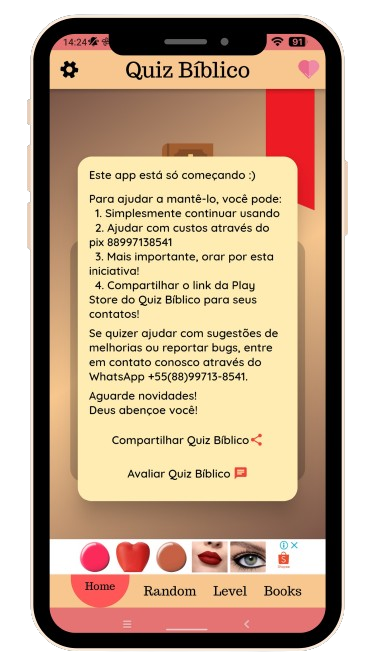 14:24
91
Quiz Bíblico
Este app está só começando :)
Para ajudar a mantê-lo, você pode:
1. Simplesmente continuar usando
2. Ajudar com custos através do
pix 88997138541
3. Mais importante, orar por esta
iniciativa!
4. Compartilhar o link da Play
Store do Quiz Bíblico para seus
contatos!
Se quizer ajudar com sugestões de
melhorias ou reportar bugs, entre
em contato conosco através do
WhatsApp +55(88)99713-8541.
Aguarde novidades!
Deus abençoe você!
Compartilhar Quiz Bíblico
Avaliar Quiz Bíblico
Shopee
Home
Random
Level
Books